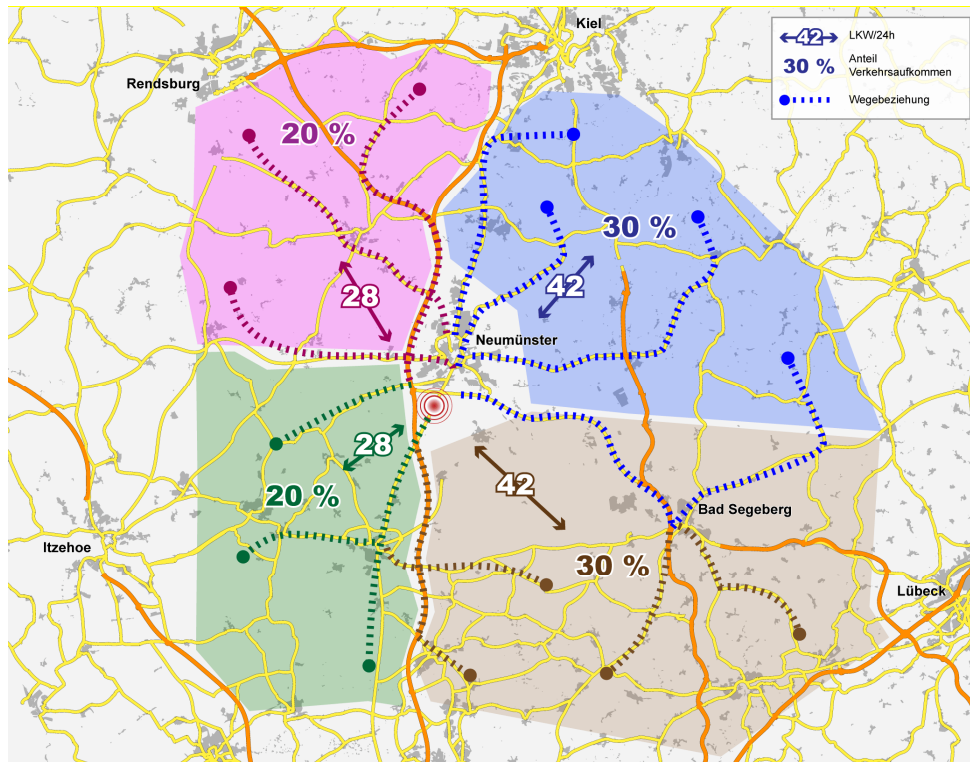 Kiel
42
LKW/24h
Rendsburg
30 %
Anteil
Verkehrsaufkommen
Wegebeziehung
20 %
30 %
28
42
Neumünster
28
42
20 %
Bad Segeberg
Itzehoe
30 %
Lübeck